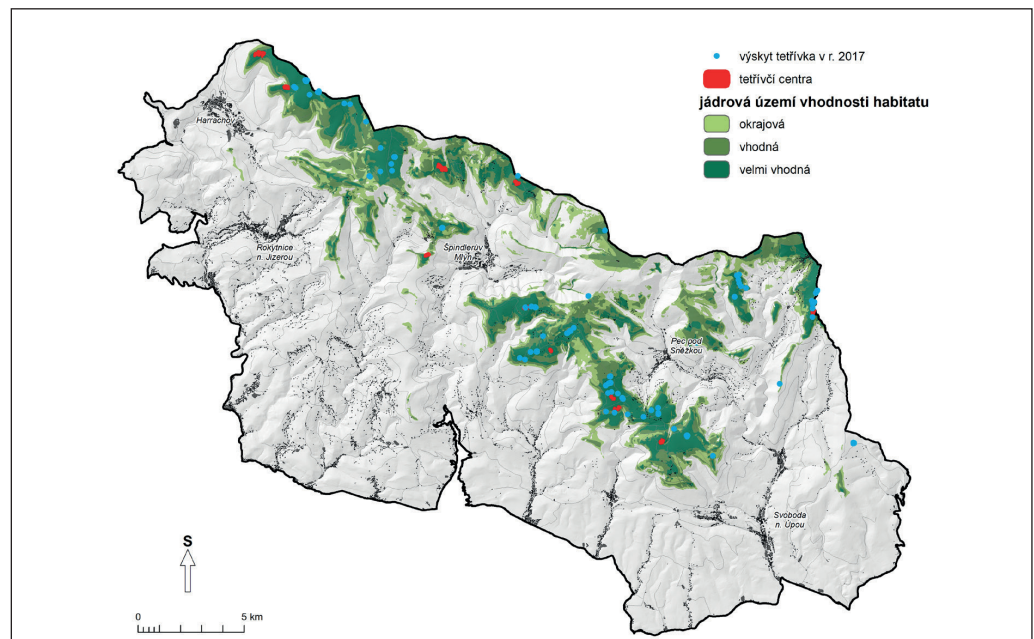 výskyt tetřívka v r. 2017
tetřívčí centra
jádrová území vhodnosti habitatu
okrajová
vhodná
velmi vhodná
Harrachov
Rokytnice
n. Jizerou
Špindlerův
Mlýn
Pec pod
Sněžkou
Svoboda
n. Úpou
S
0 5 km